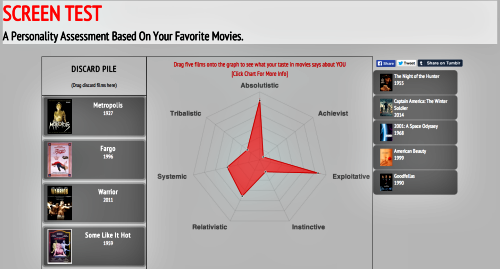 SCREEN TEST
A Personality Assessment Based On Your Favorite Movies.
DISCARD PILE
(Drag discard films here)
Metropolis
1927
Fargo
1996
Warrior
2011
Some Like It Hot
1959
Drag five films onto the graph to see what your taste in movies says about YOU
[Click Chart For More Info]
Absolutistic
Tribalistic
Achievist
Systemic
Exploitative
Relativistic
Instinctive
Share
Tweet
Share on Tumblr
The Night of the Hunter
1955
Captain America: The Winter
Soldier
2014
2001: A Space Odyssey
1968
American Beauty
1999
Goodfellas
1990